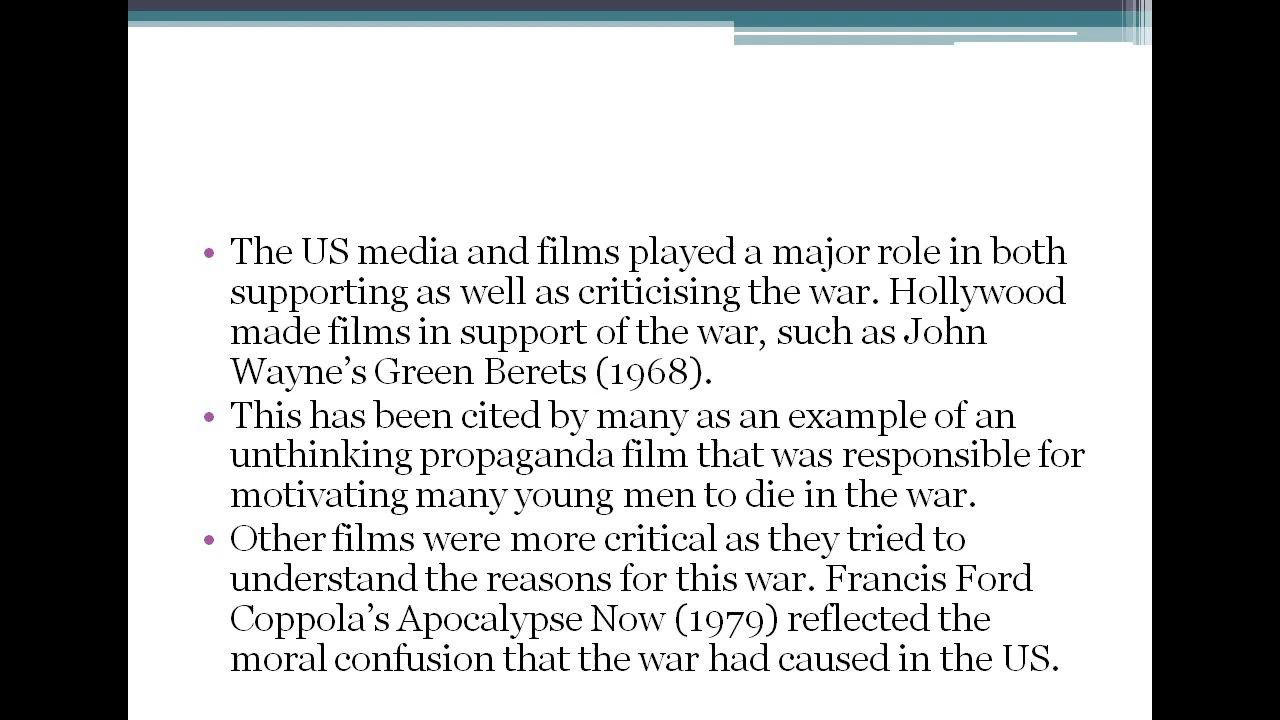 • The US media and films played a major role in both
supporting as well as criticising the war. Hollywood
made films in support of the war, such as John
Wayne’s Green Berets (1968).
• This has been cited by many as an example of an
unthinking propaganda film that was responsible for
motivating many young men to die in the war.
• Other films were more critical as they tried to
understand the reasons for this war. Francis Ford
Coppola’s Apocalypse Now (1979) reflected the
moral confusion that the war had caused in the US.